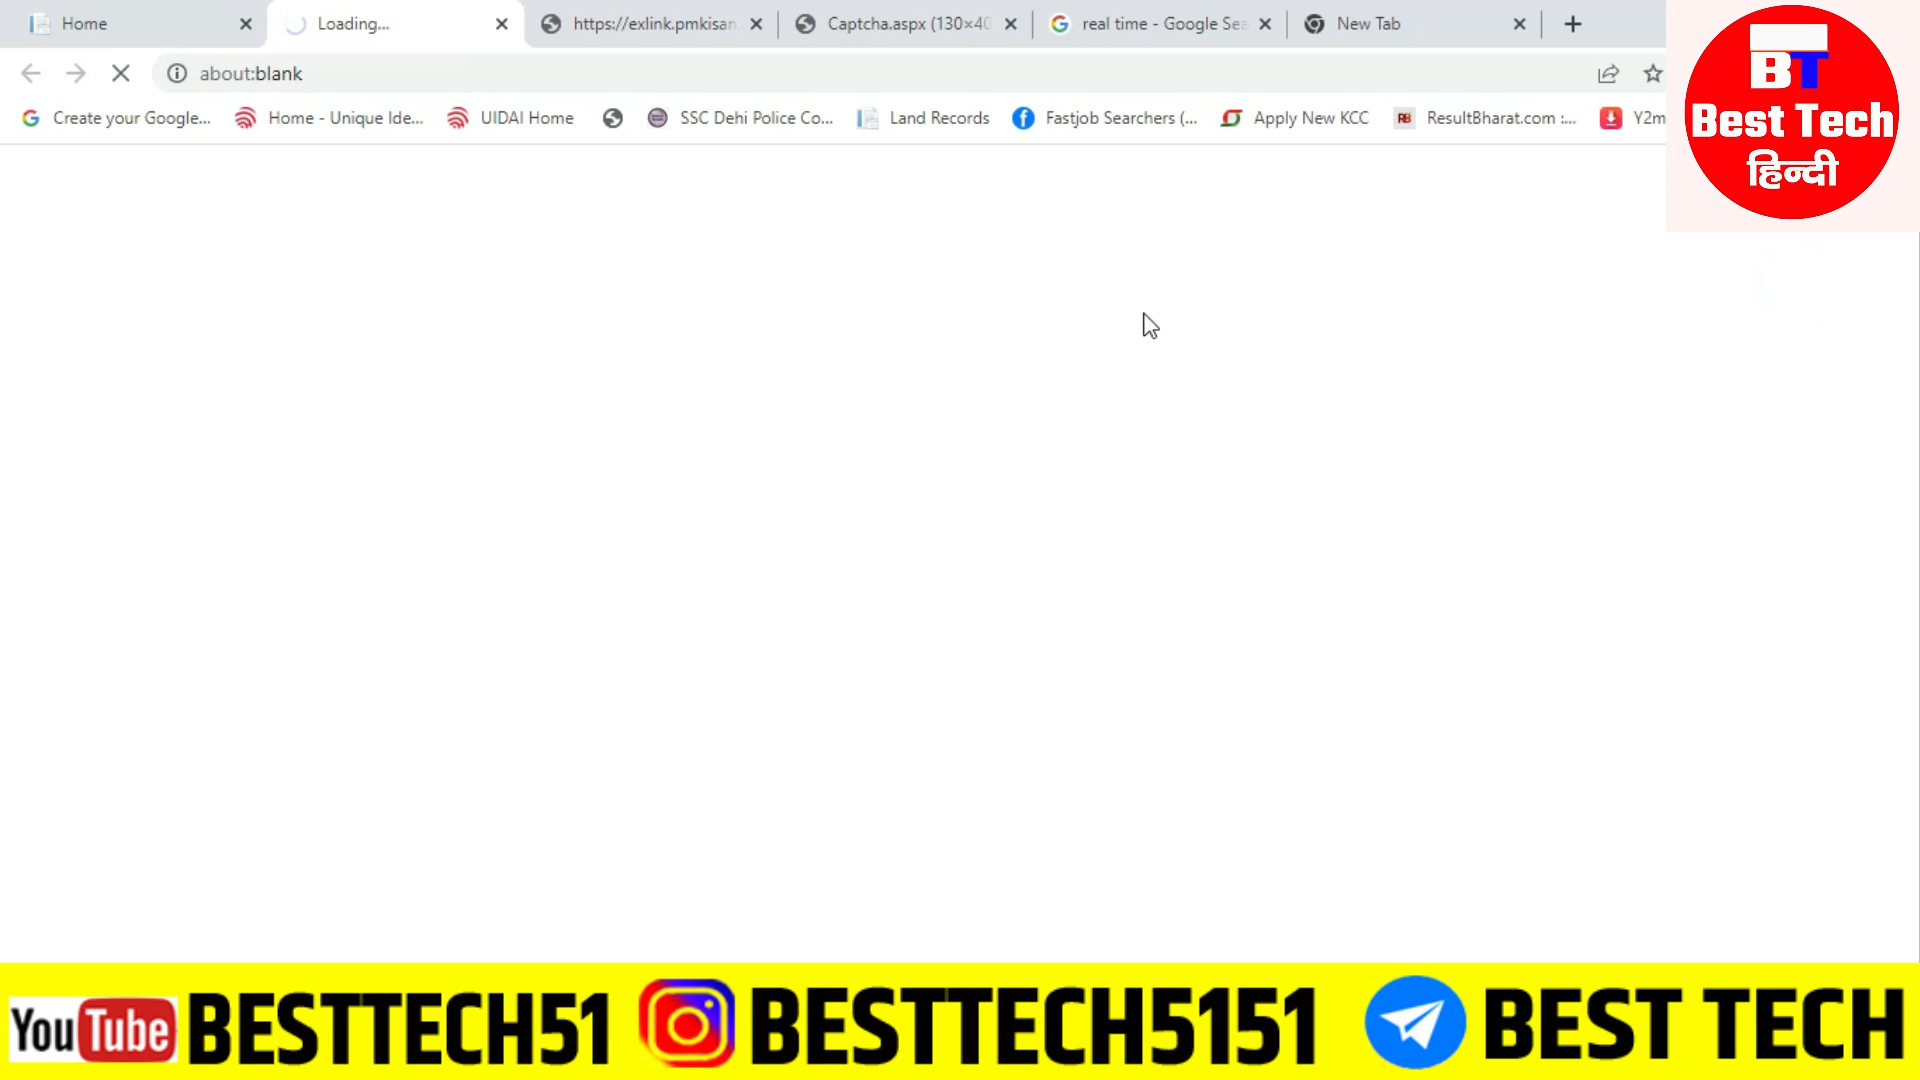 Home
Loading...
https://exlink.pmkisan.
Captcha.aspx (130×40
real time - Google Sea
New Tab
about:blank
Create your Google...
Home - Unique Ide...
UIDAI Home
SSC Dehi Police Co...
Land Records
Fastjob Searchers (...
Apply New KCC
RB
ResultBharat.com :...
Y2m
BT
Best Tech
हिन्दी
YouTube BESTTECH51
BESTTECH5151
BEST TECH